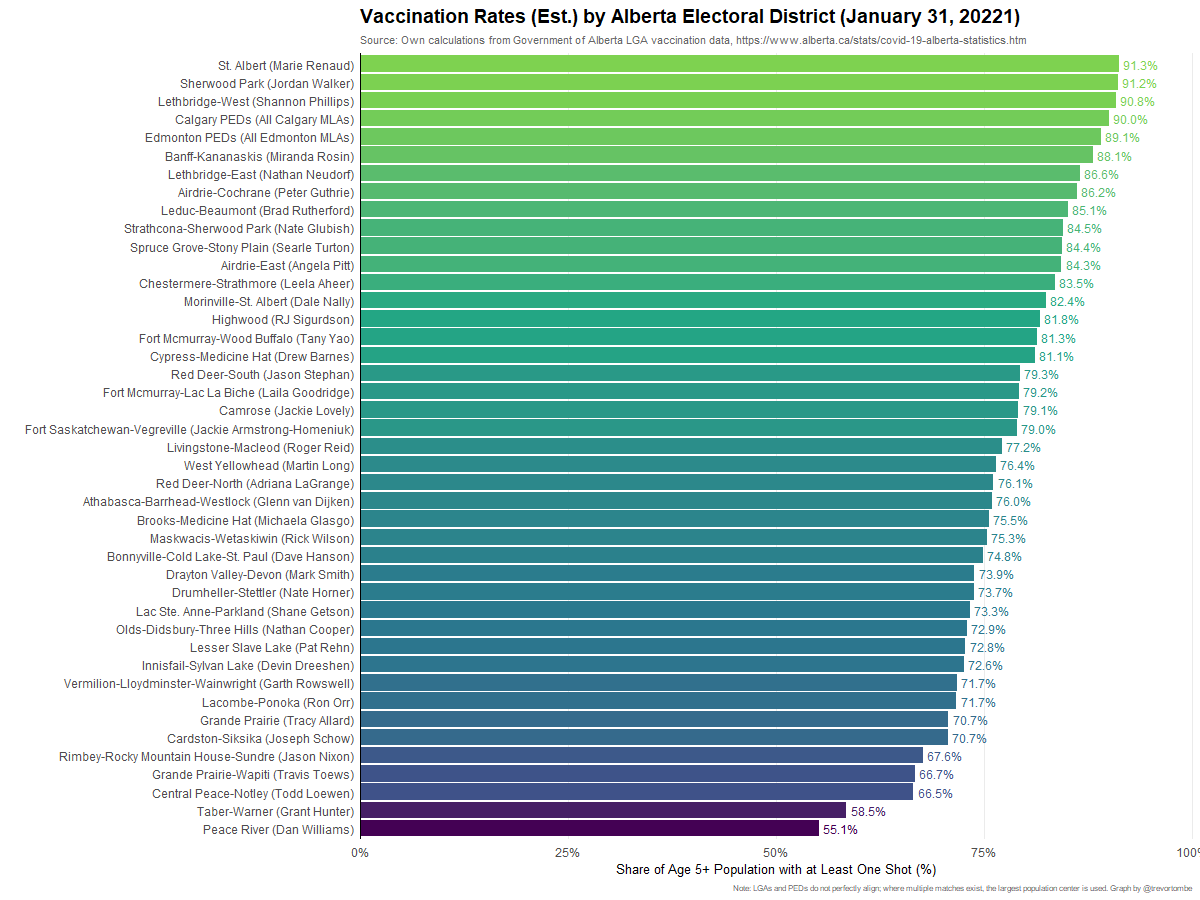 Vaccination Rates (Est.) by Alberta Electoral District (January 31, 20221)
Source: Own calculations from Government of Alberta LGA vaccination data, https://www.alberta.ca/stats/covid-19-alberta-statistics.htm
St. Albert (Marie Renaud) 91.3%
Sherwood Park (Jordan Walker) 91.2%
Lethbridge-West (Shannon Phillips) 90.8%
Calgary PEDs (All Calgary MLAs) 90.0%
Edmonton PEDs (All Edmonton MLAs) 89.1%
Banff-Kananaskis (Miranda Rosin) 88.1%
Lethbridge-East (Nathan Neudorf) 86.6%
Airdrie-Cochrane (Peter Guthrie) 86.2%
Leduc-Beaumont (Brad Rutherford) 85.1%
Strathcona-Sherwood Park (Nate Glubish) 84.5%
Spruce Grove-Stony Plain (Searle Turton) 84.4%
Airdrie-East (Angela Pitt) 84.3%
Chestermere-Strathmore (Leela Aheer) 83.5%
Morinville-St. Albert (Dale Nally) 82.4%
Highwood (RJ Sigurdson) 81.8%
Fort Mcmurray-Wood Buffalo (Tany Yao) 81.3%
Cypress-Medicine Hat (Drew Barnes) 81.1%
Red Deer-South (Jason Stephan) 79.3%
Fort Mcmurray-Lac La Biche (Laila Goodridge) 79.2%
Camrose (Jackie Lovely) 79.1%
Fort Saskatchewan-Vegreville (Jackie Armstrong-Homeniuk) 79.0%
Livingstone-Macleod (Roger Reid) 77.2%
West Yellowhead (Martin Long) 76.4%
Red Deer-North (Adriana LaGrange) 76.1%
Athabasca-Barrhead-Westlock (Glenn van Dijken) 76.0%
Brooks-Medicine Hat (Michaela Glasgo) 75.5%
Maskwacis-Wetaskiwin (Rick Wilson) 75.3%
Bonnyville-Cold Lake-St. Paul (Dave Hanson) 74.8%
Drayton Valley-Devon (Mark Smith) 73.9%
Drumheller-Stettler (Nate Horner) 73.7%
Lac Ste. Anne-Parkland (Shane Getson) 73.3%
Olds-Didsbury-Three Hills (Nathan Cooper) 72.9%
Lesser Slave Lake (Pat Rehn) 72.8%
Innisfail-Sylvan Lake (Devin Dreeshen) 72.6%
Vermilion-Lloydminster-Wainwright (Garth Rowswell) 71.7%
Lacombe-Ponoka (Ron Orr) 71.7%
Grande Prairie (Tracy Allard) 70.7%
Cardston-Siksika (Joseph Schow) 70.7%
Rimbey-Rocky Mountain House-Sundre (Jason Nixon) 67.6%
Grande Prairie-Wapiti (Travis Toews) 66.7%
Central Peace-Notley (Todd Loewen) 66.5%
Taber-Warner (Grant Hunter) 58.5%
Peace River (Dan Williams) 55.1%
0% 25% 50% 75% 100%
Share of Age 5+ Population with at Least One Shot (%)
Note: LGAs and PEDs do not perfectly align; where multiple matches exist, the largest population center is used. Graph by @trevortombe